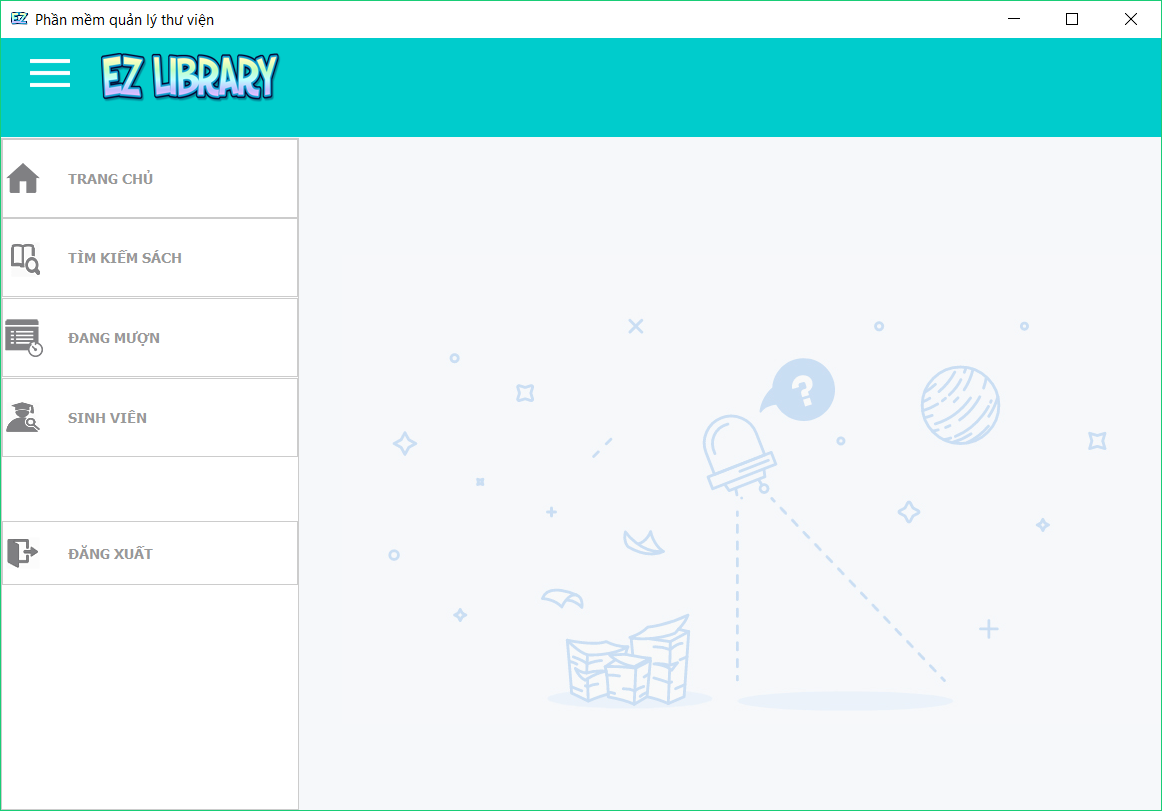 EZ Phần mềm quản lý thư viện
EZ LIBRARY
TRANG CHỦ
TÌM KIẾM SÁCH
ĐANG MƯỢN
SINH VIÊN
ĐĂNG XUẤT
?